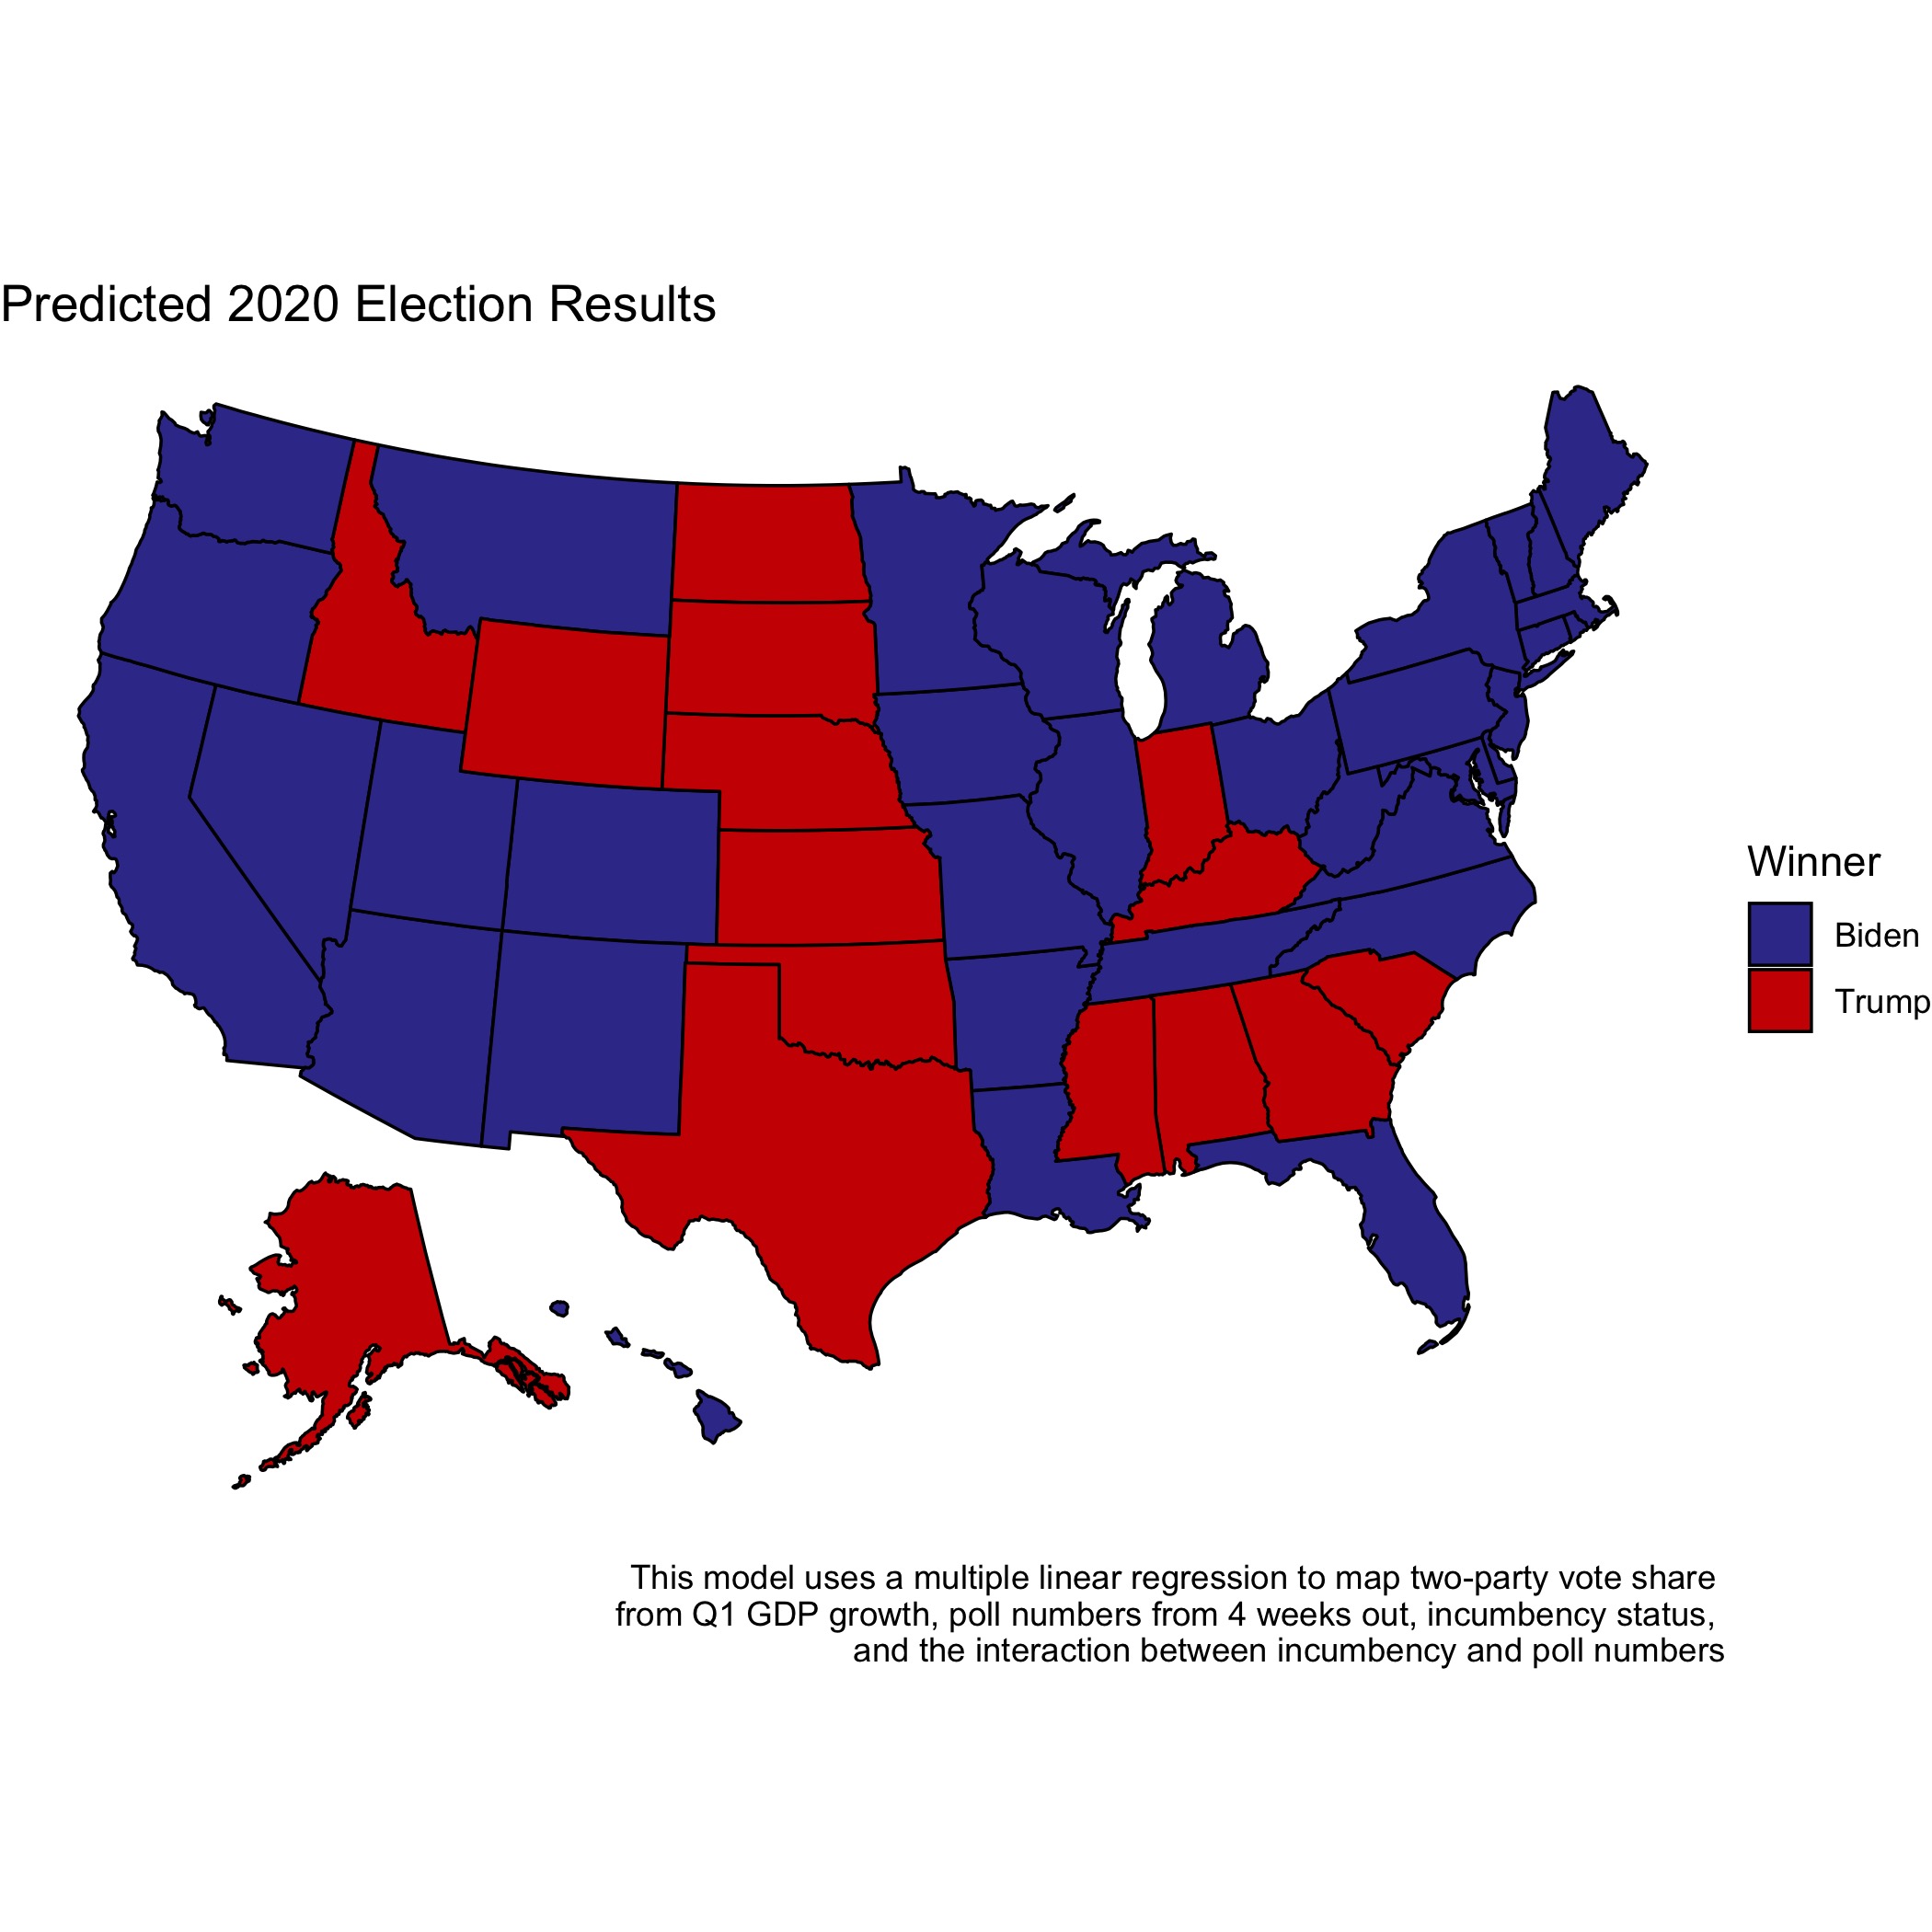 Predicted 2020 Election Results
Winner
Biden
Trump
This model uses a multiple linear regression to map two-party vote share
from Q1 GDP growth, poll numbers from 4 weeks out, incumbency status,
and the interaction between incumbency and poll numbers